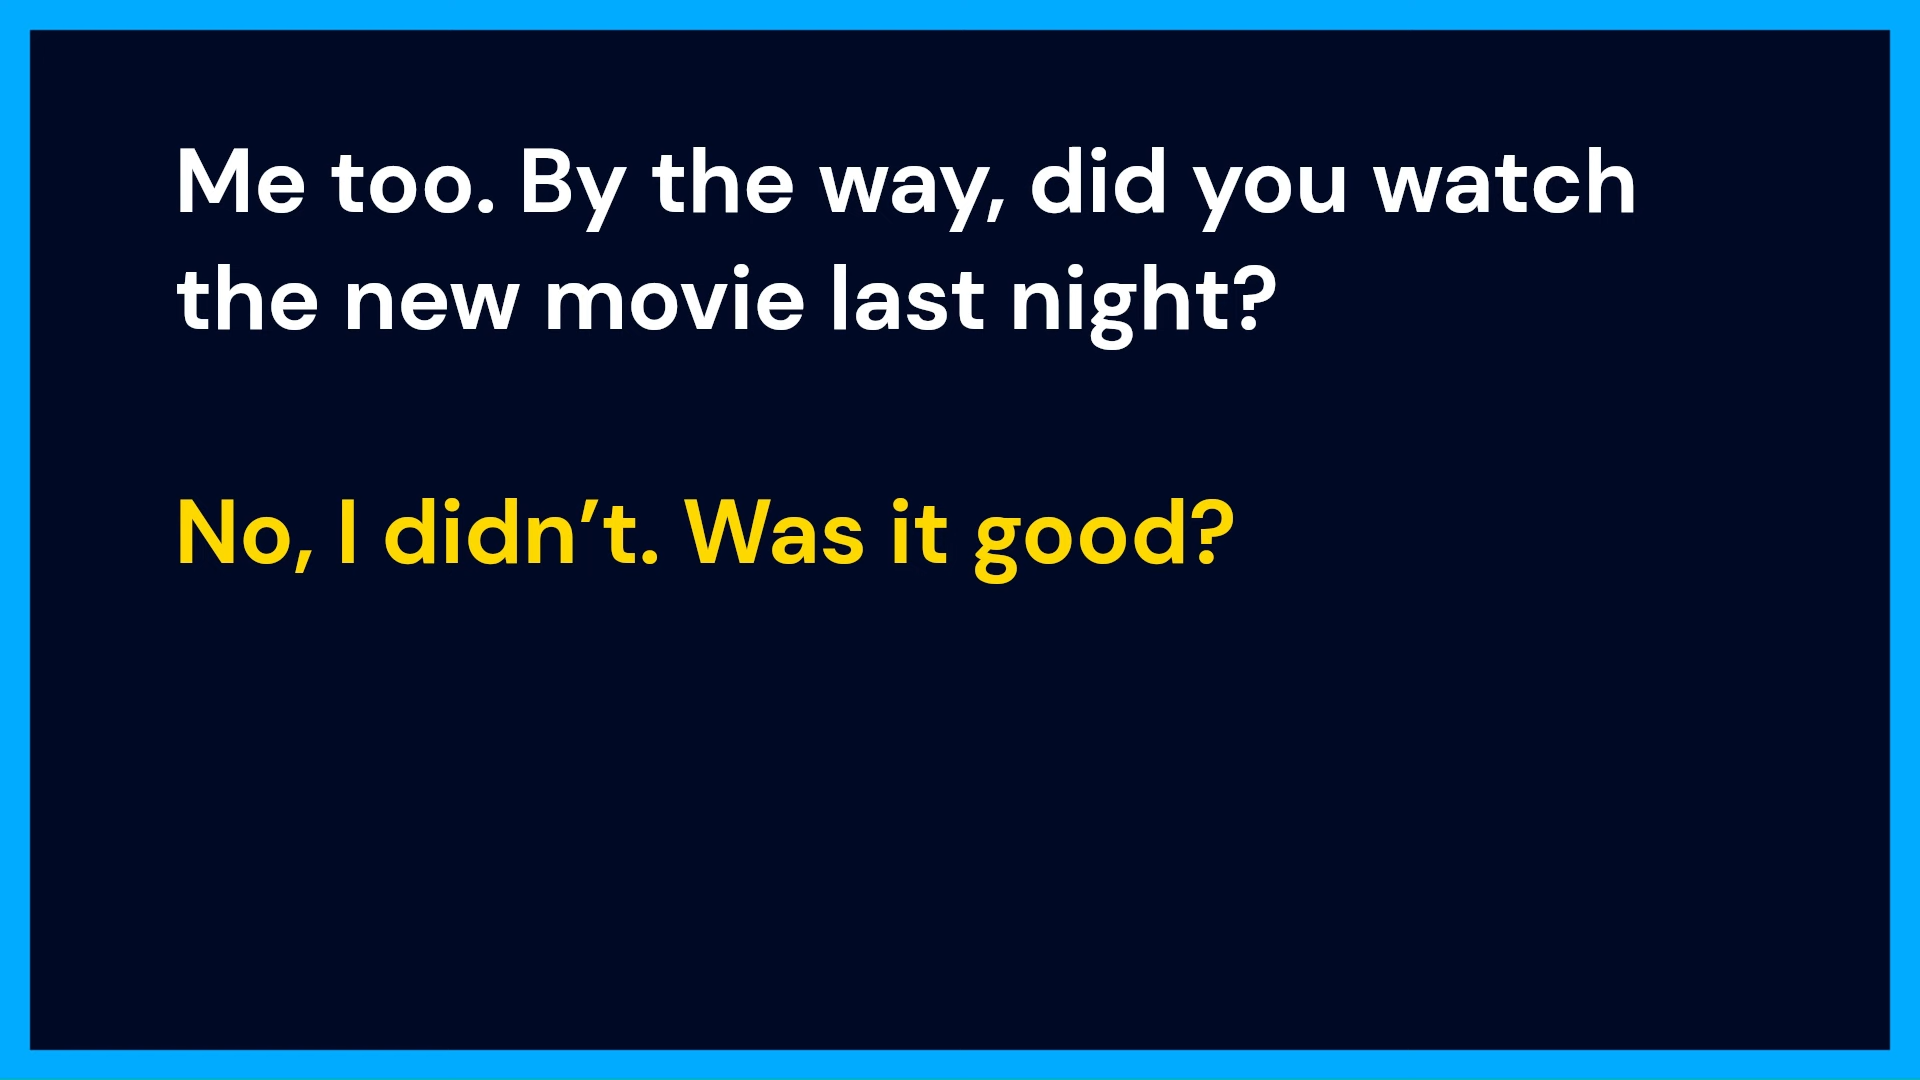 Me too. By the way, did you watch
the new movie last night?
No, I didn’t. Was it good?